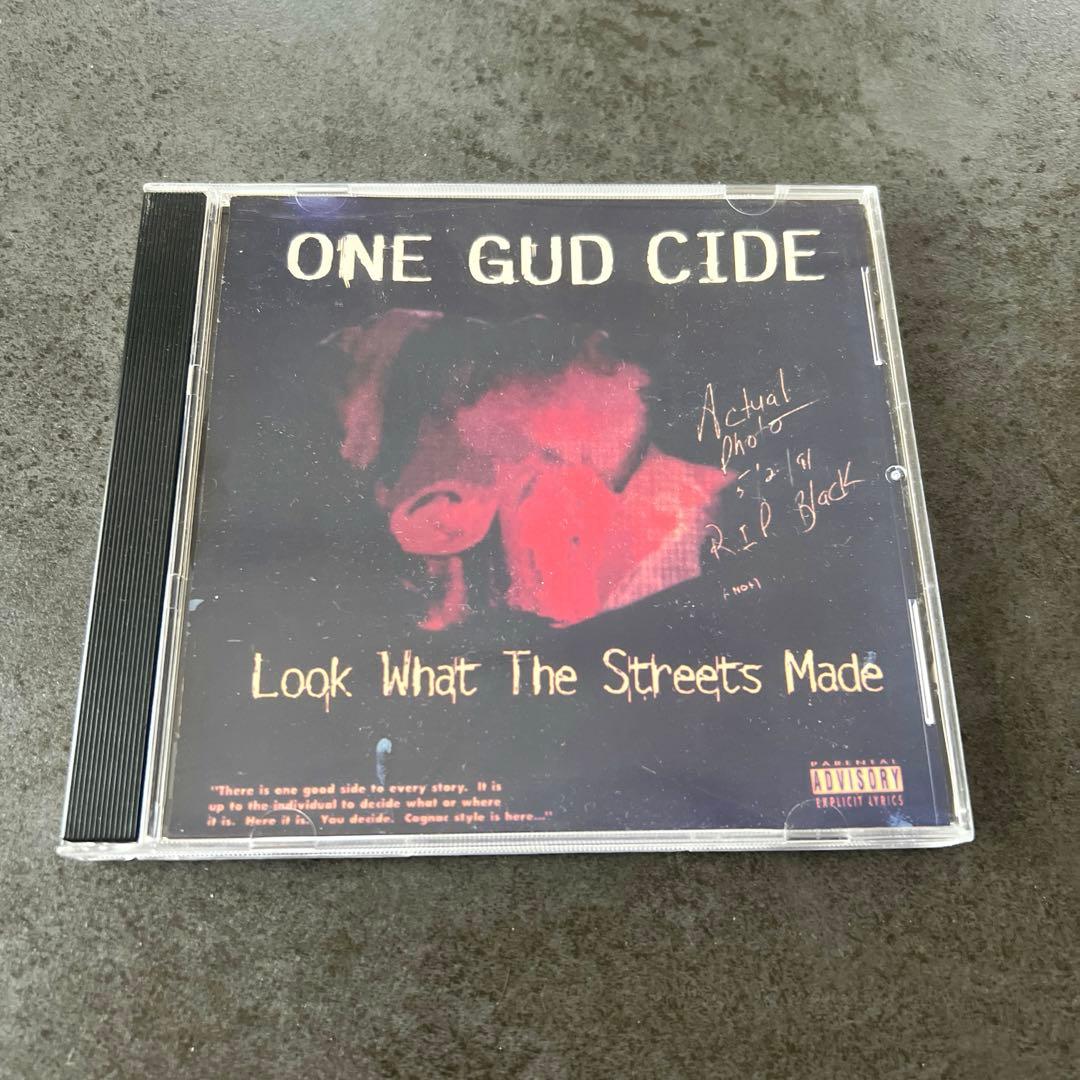 ONE GUD CIDE
Actual
photo
5/2/91
R.I.P. Black
Look What The Streets Made
"There is one good side to every story. It is
up to the individual to decide what or where
it is. Here it is. You decide. Cognac style is here..."
PARENTAL
ADVISORY
EXPLICIT LYRICS